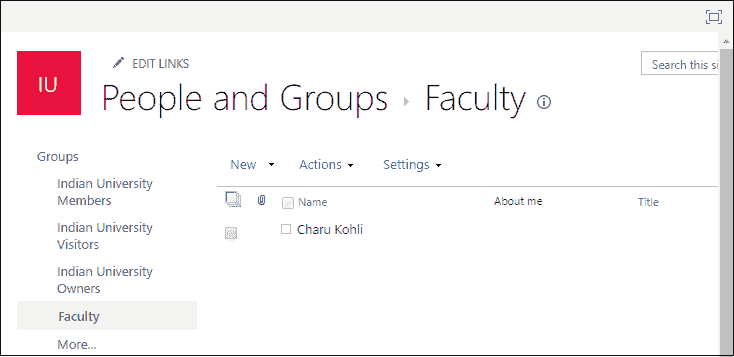 IU
EDIT LINKS
Search this si
People and Groups Faculty
Groups
Indian University
Members
Indian University
Visitors
Indian University
Owners
Faculty
More...
New Actions Settings
Name About me Title
Charu Kohli